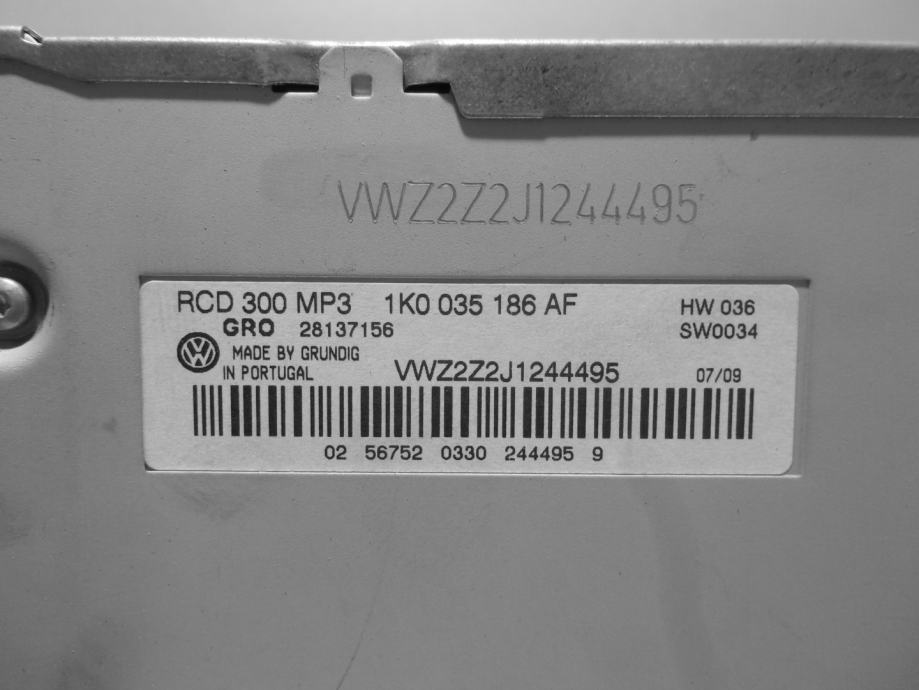 VWZ2Z2J1244495
RCD 300 MP3 1K0 035 186 AF HW 036
GRO 28137156 SW0034
MADE BY GRUNDIG
IN PORTUGAL VWZ2Z2J1244495 07/09
02 56752 0330 244495 9